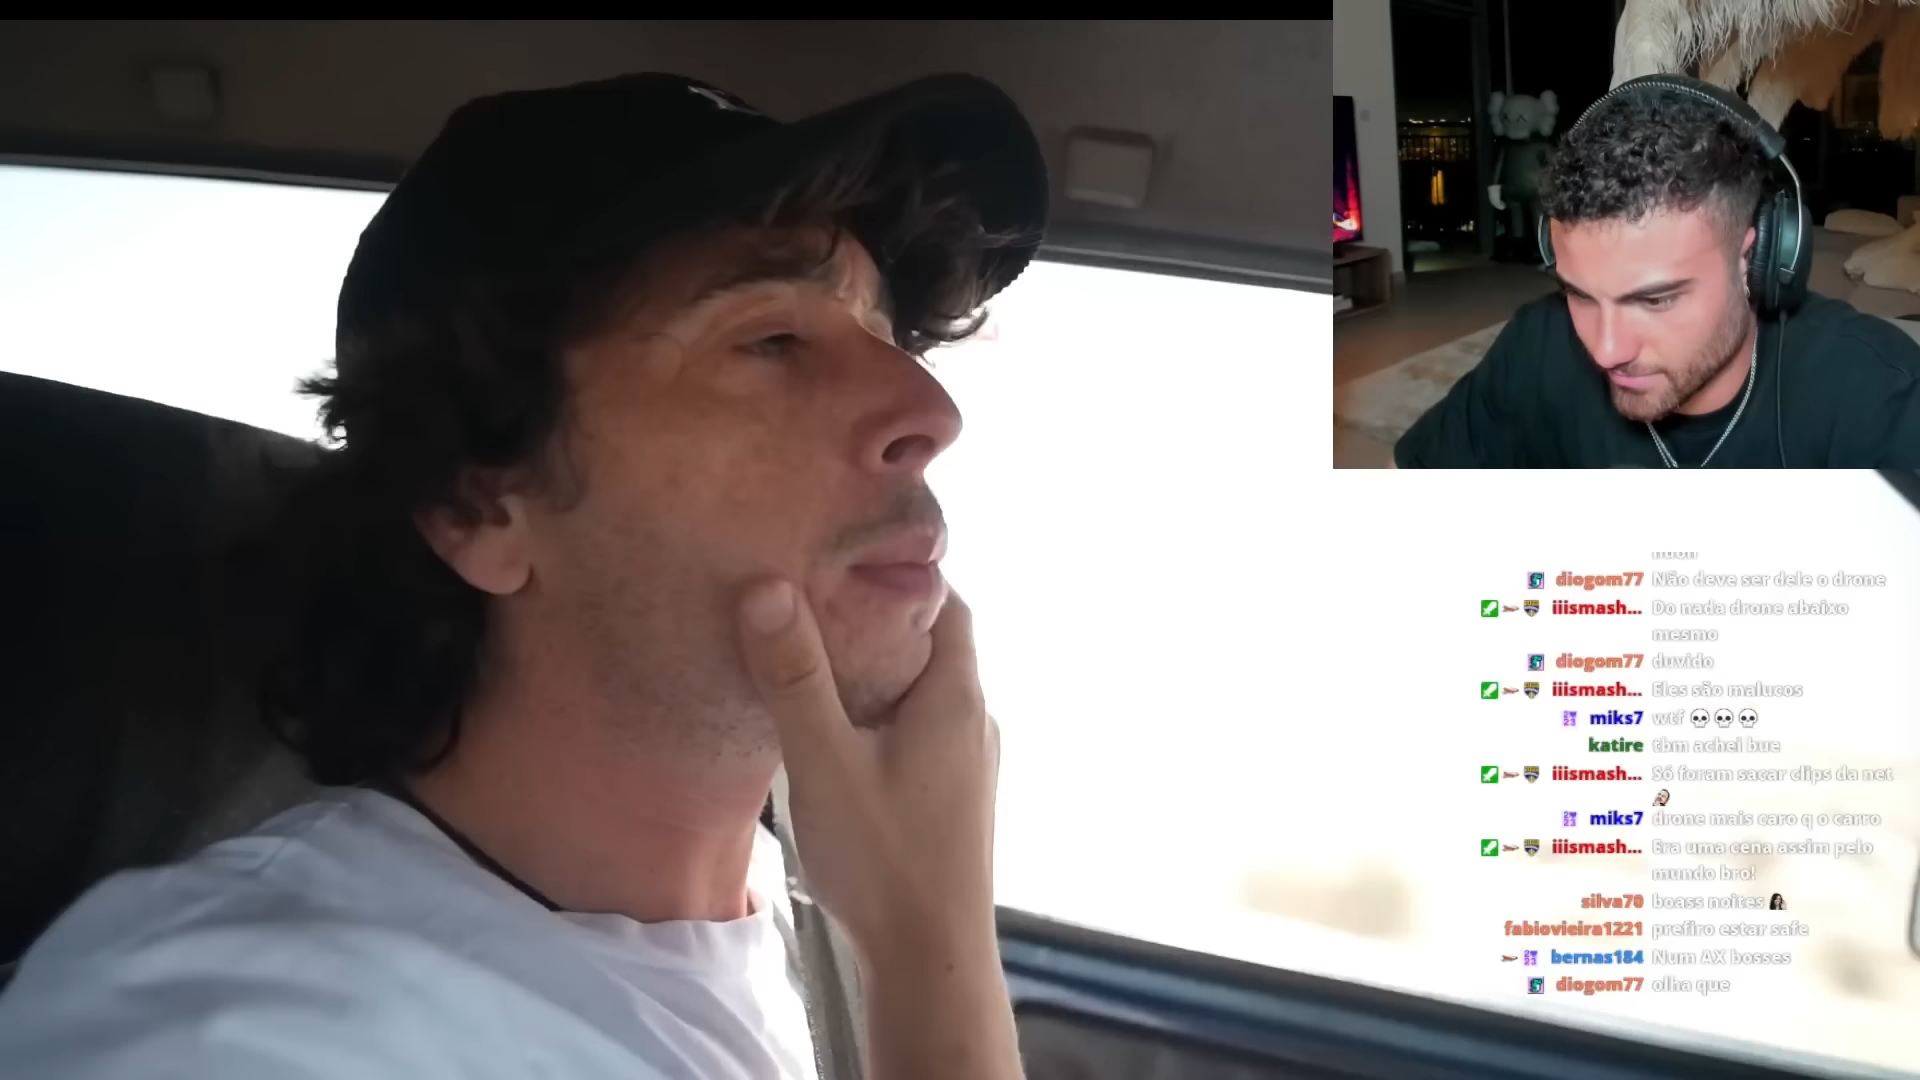 diogom77 Não deve ser dele o drone
iiismash... Do nada drone abaixo
mesmo
diogom77 duvido
iiismash... Eles são malucos
miks7 wtf 💀💀💀
katire tbm achei bue
iiismash... Só foram sacar clips da net
miks7 drone mais caro q o carro
iiismash... Era uma cena assim pelo
mundo bro!
silva70 boass noites
fabiovieira1221 prefiro estar safe
bernas184 Num AX bosses
diogom77 olha que